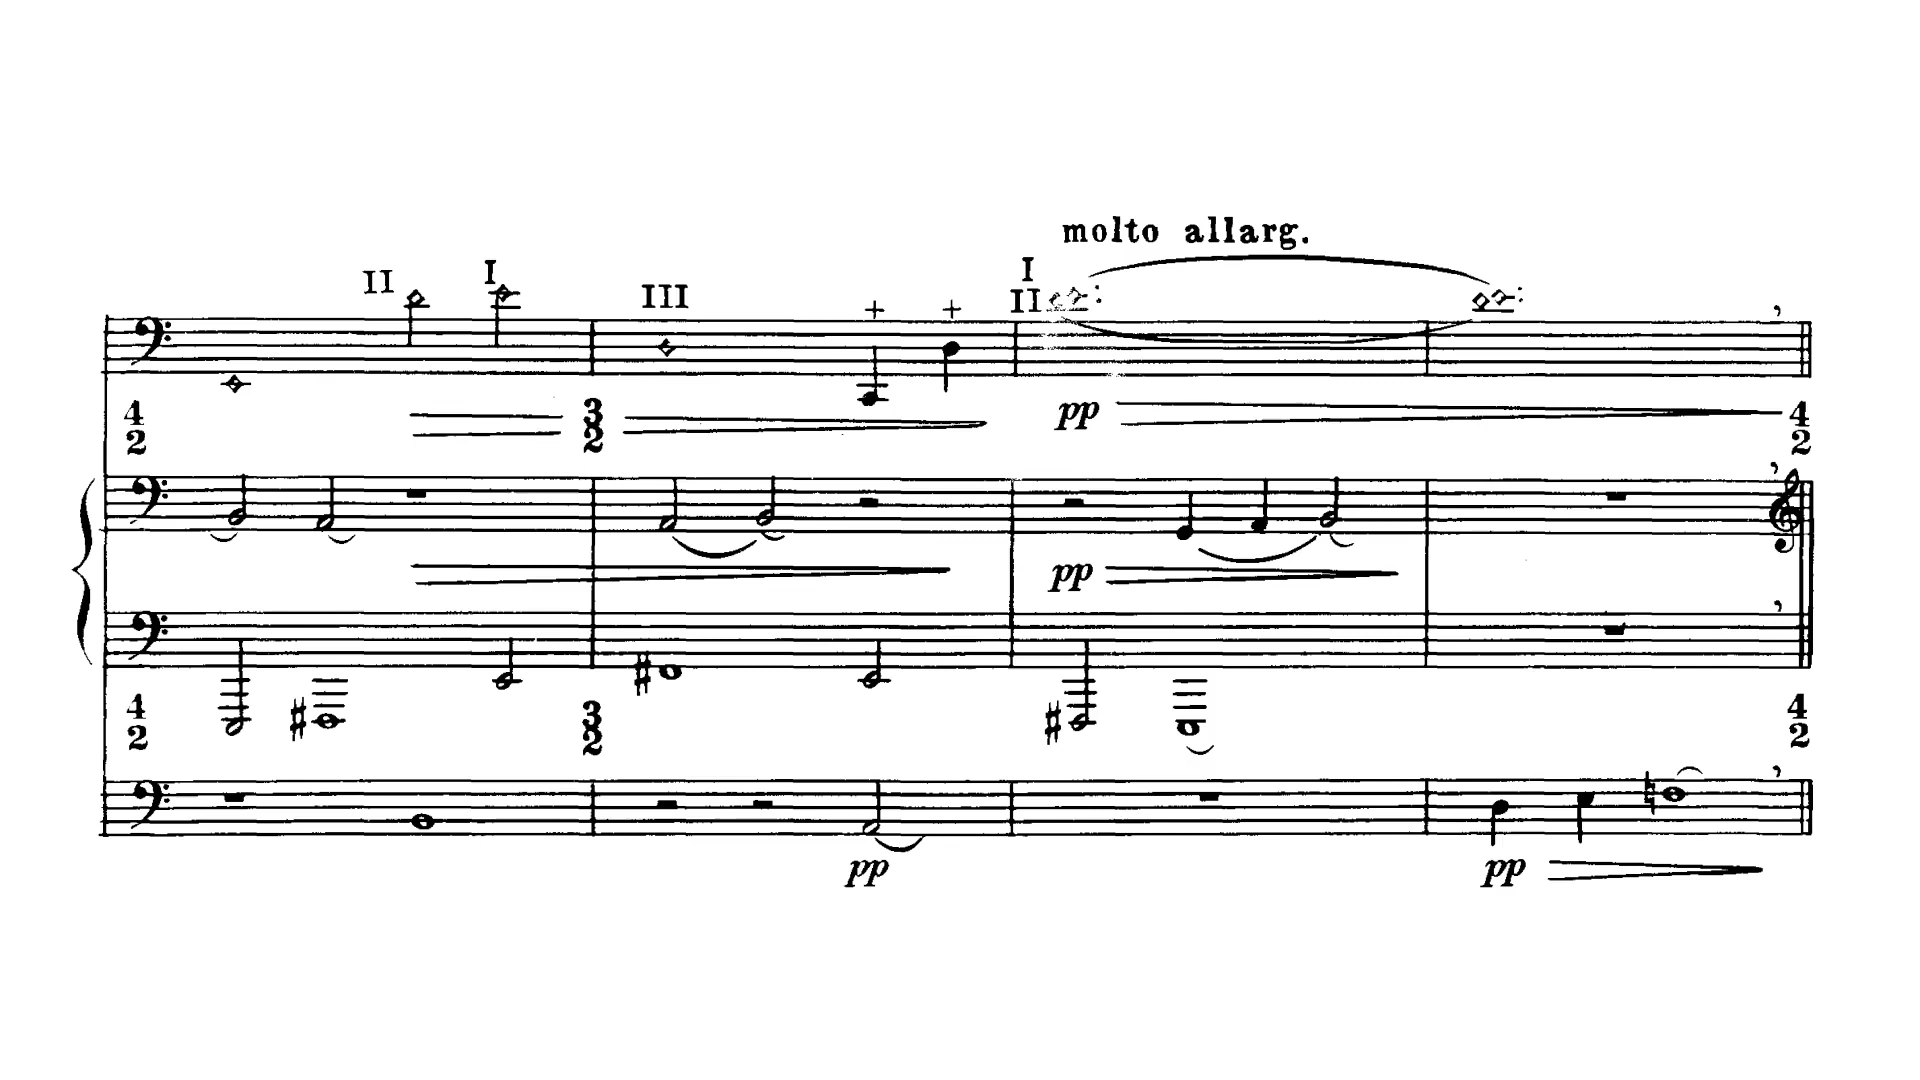 molto allarg.
II I III I
II
4 2 3 2 pp 4 2
pp
4 2 3 2 4 2
pp pp